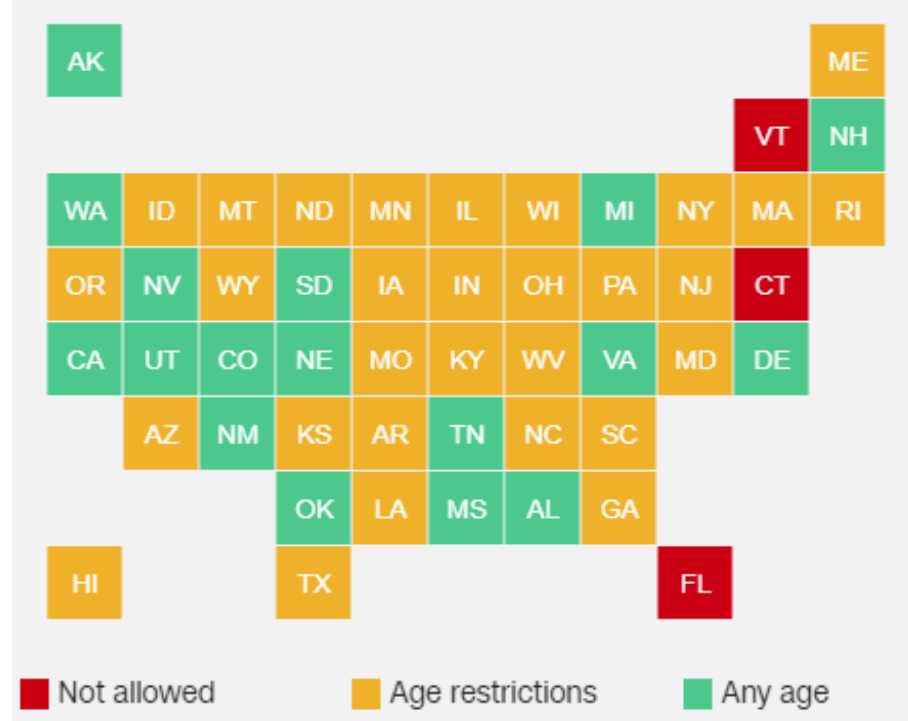 AK ME
VT NH
WA ID MT ND MN IL WI MI NY MA RI
OR NV WY SD IA IN OH PA NJ CT
CA UT CO NE MO KY WV VA MD DE
AZ NM KS AR TN NC SC
OK LA MS AL GA
HI TX FL
Not allowed Age restrictions Any age